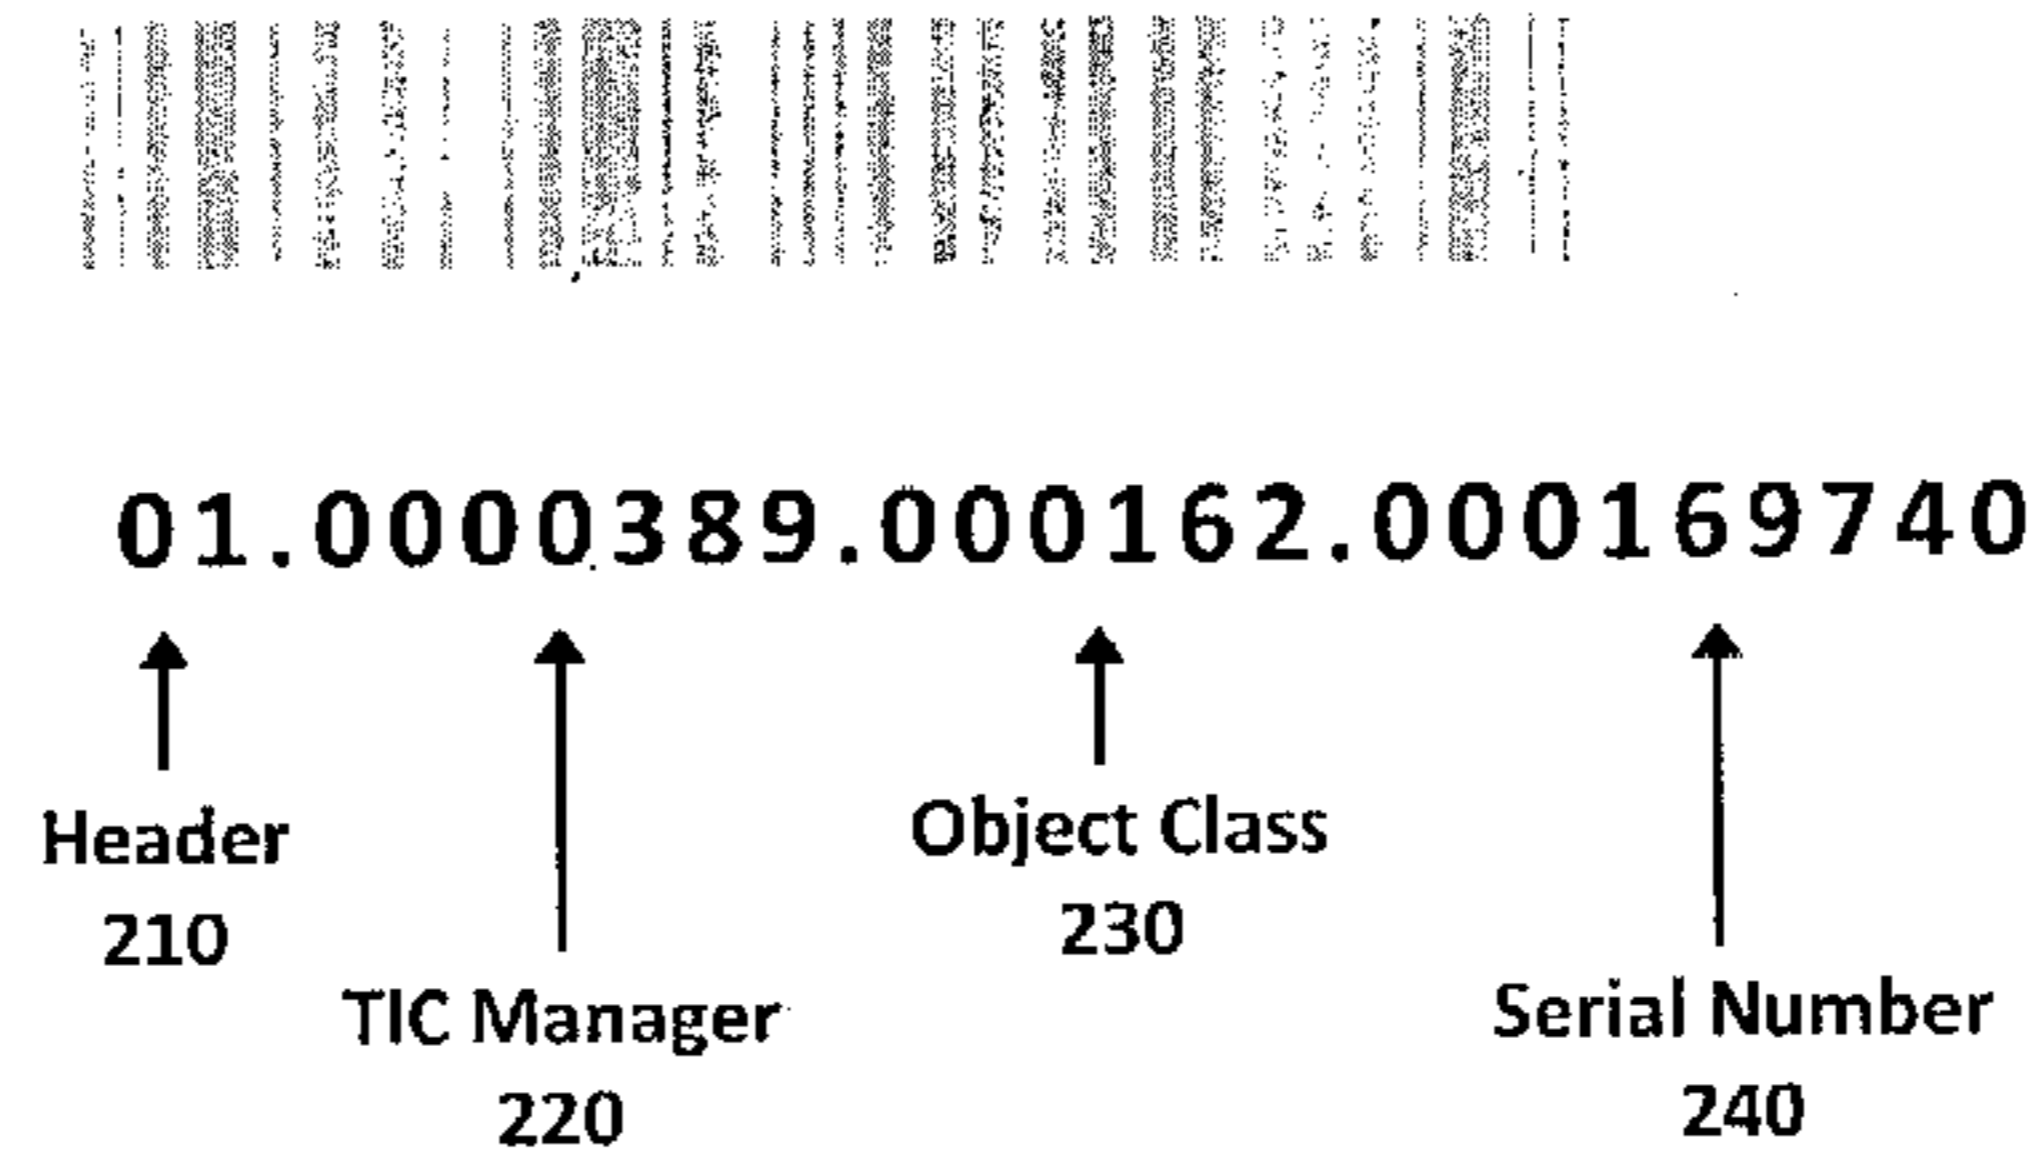 01.0000389.000162.000169740
Header
210
TIC Manager
220
Object Class
230
Serial Number
240